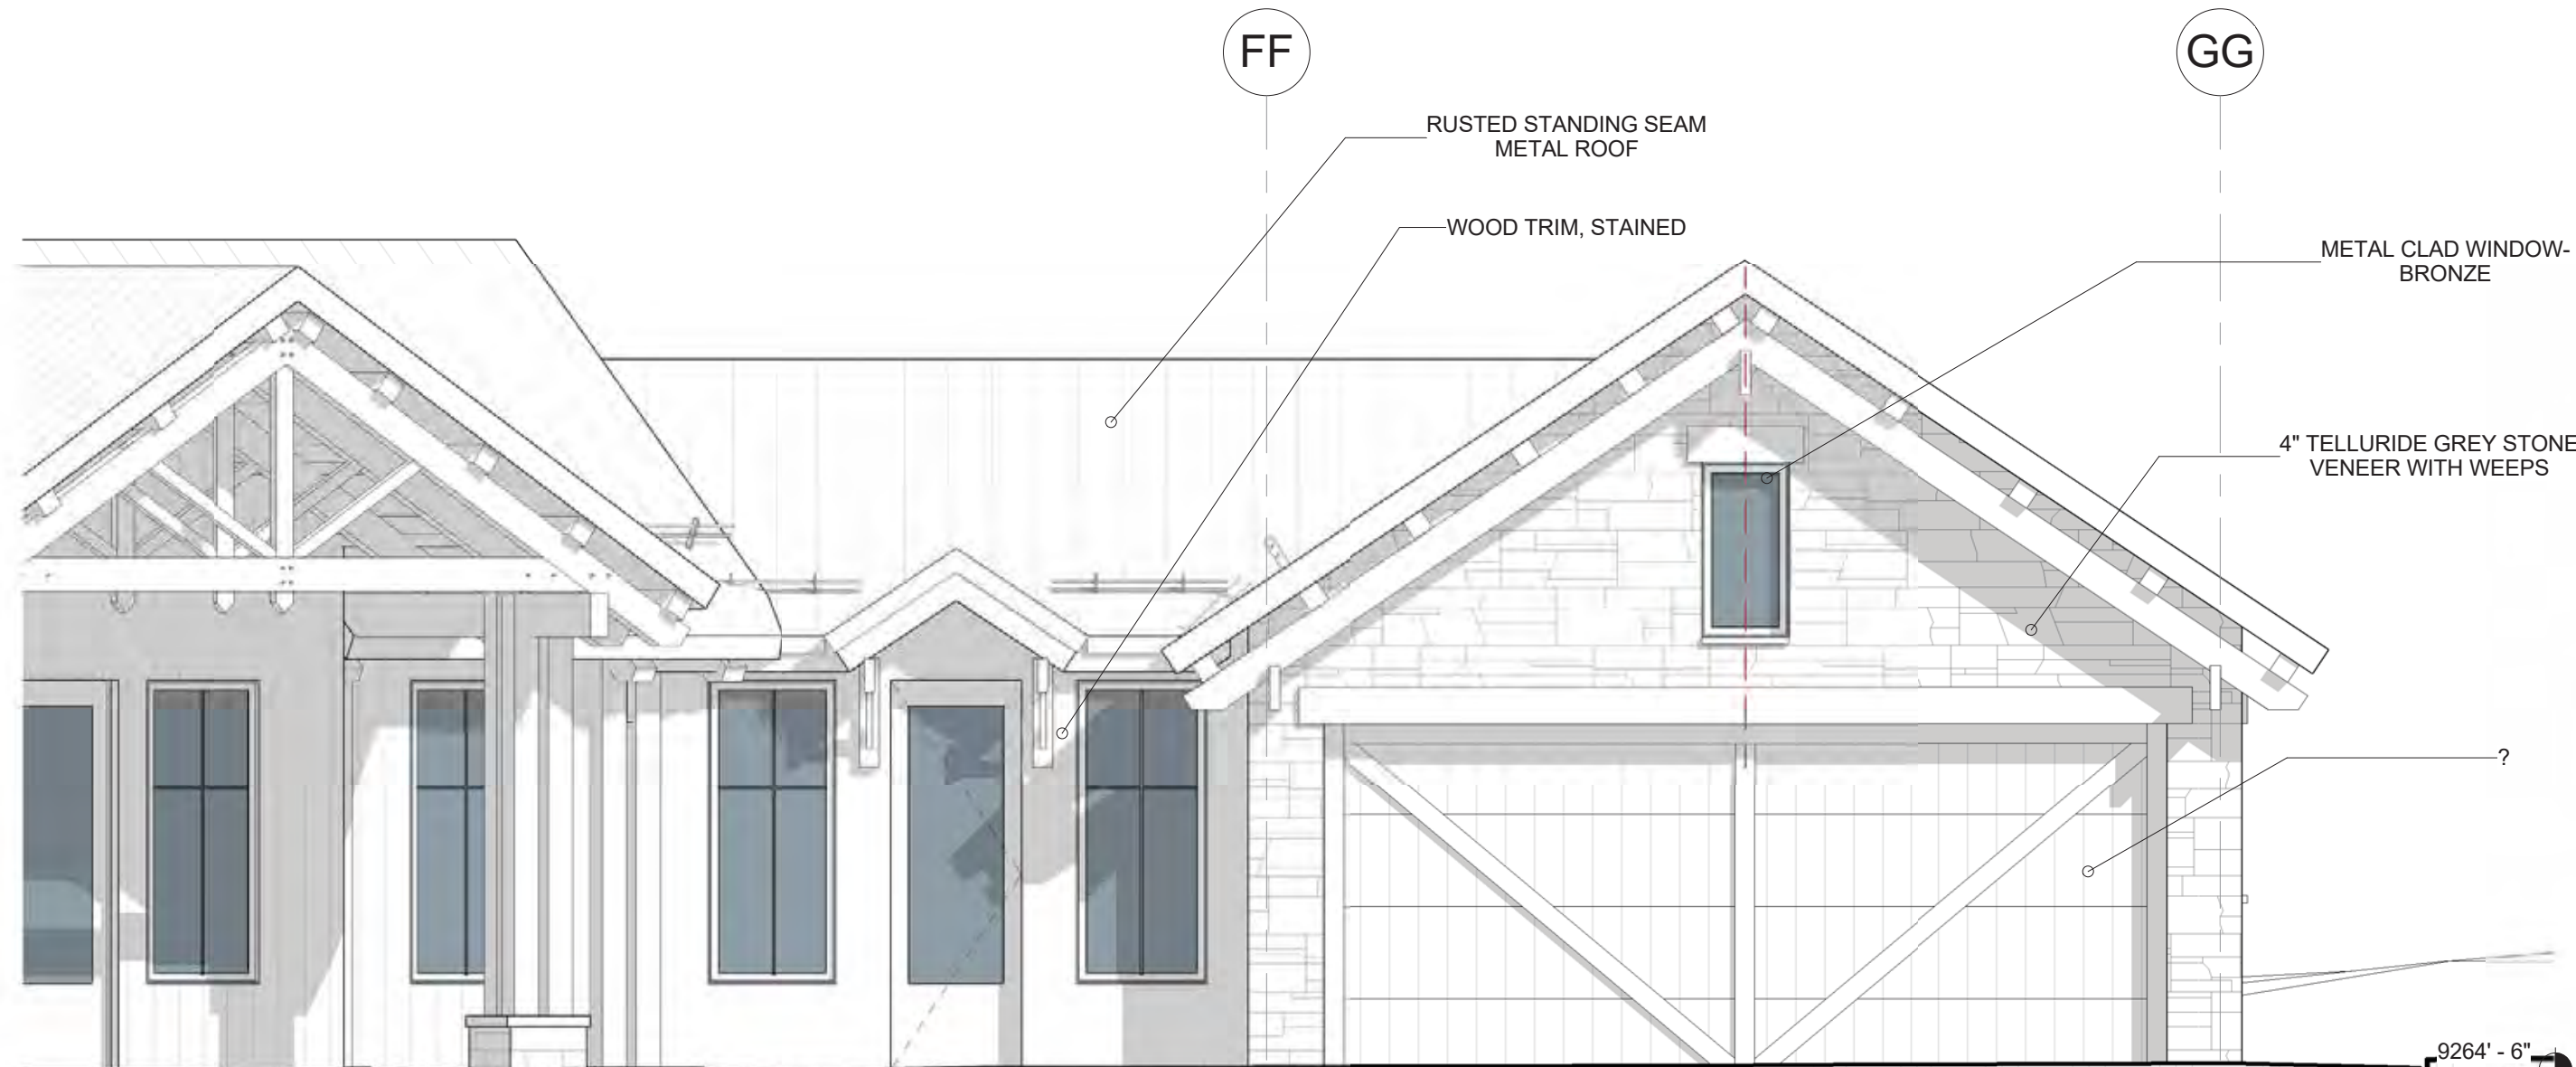 FF
GG
RUSTED STANDING SEAM
METAL ROOF
WOOD TRIM, STAINED
METAL CLAD WINDOW-
BRONZE
4" TELLURIDE GREY STONE
VENEER WITH WEEPS
?
9264' - 6"